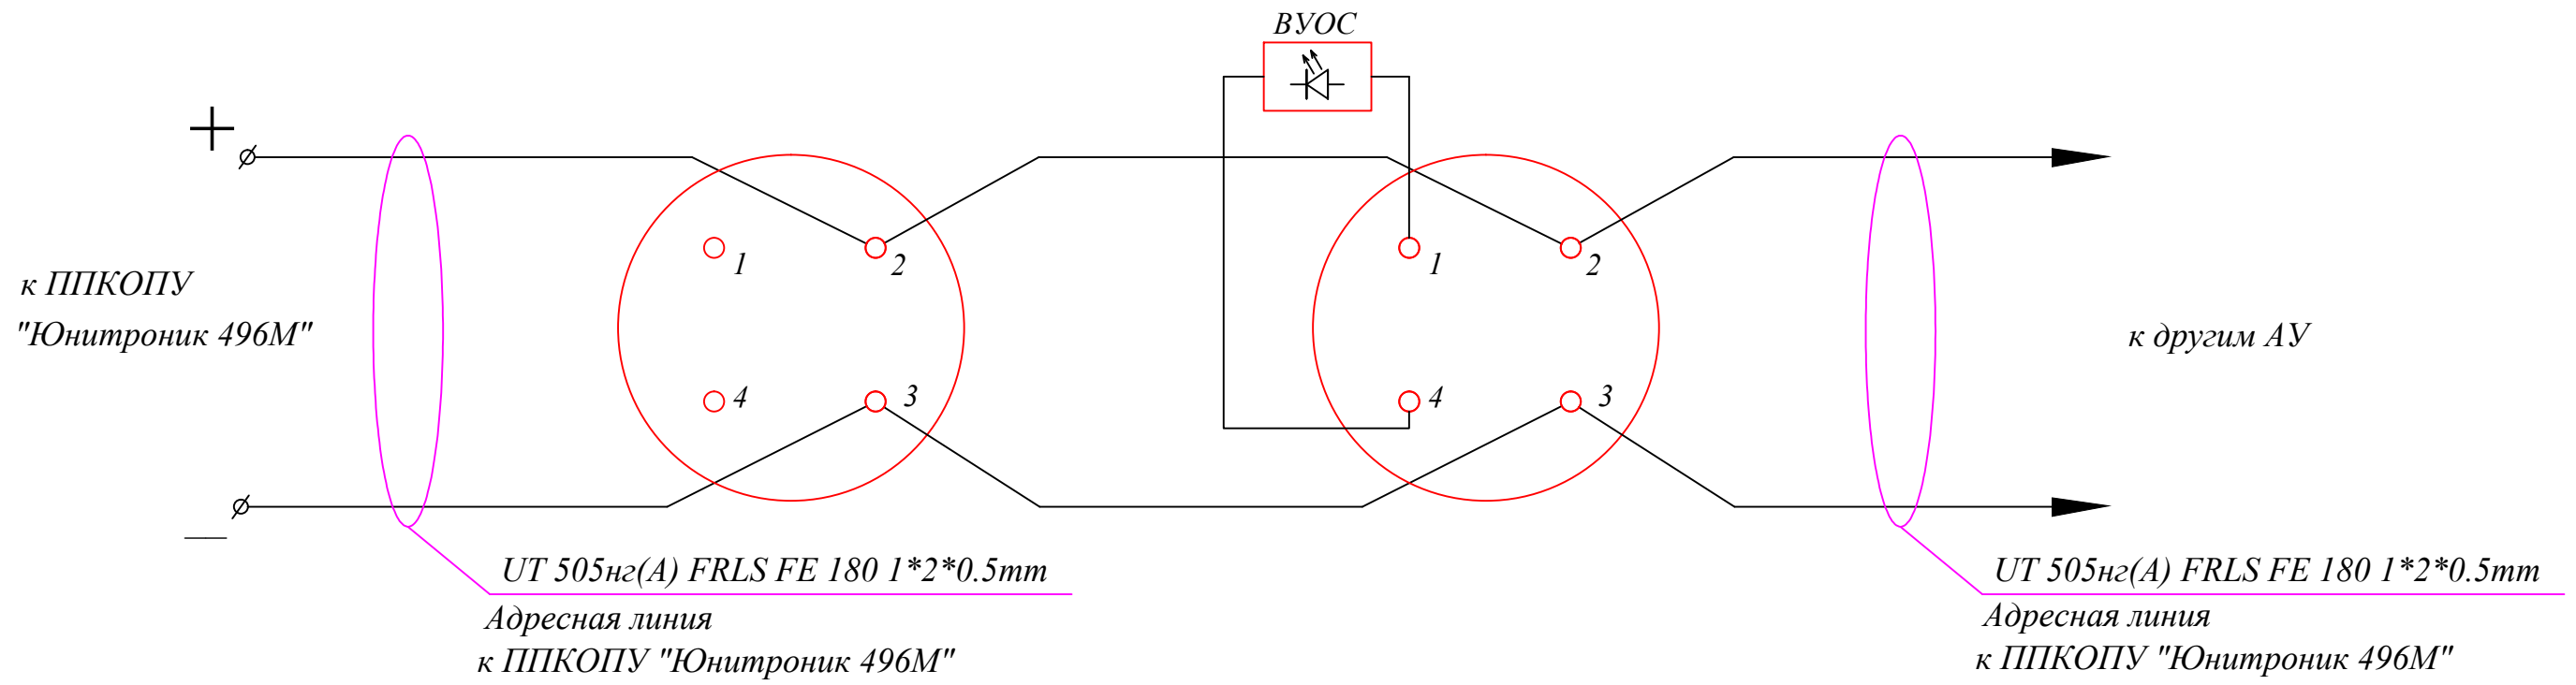 ВУОС
+
1
2
1
2
к ППКОПУ
"Юнитроник 496М"
к другим АУ
4
3
4
3
—
UT 505нг(А) FRLS FE 180 1*2*0.5mm
Адресная линия
к ППКОПУ "Юнитроник 496М"
UT 505нг(А) FRLS FE 180 1*2*0.5mm
Адресная линия
к ППКОПУ "Юнитроник 496М"